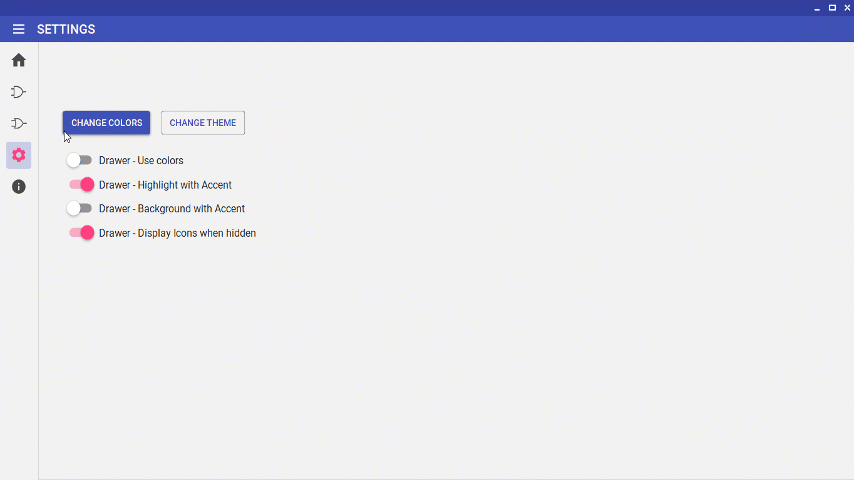 SETTINGS
CHANGE COLORS
CHANGE THEME
Drawer - Use colors
Drawer - Highlight with Accent
Drawer - Background with Accent
Drawer - Display Icons when hidden